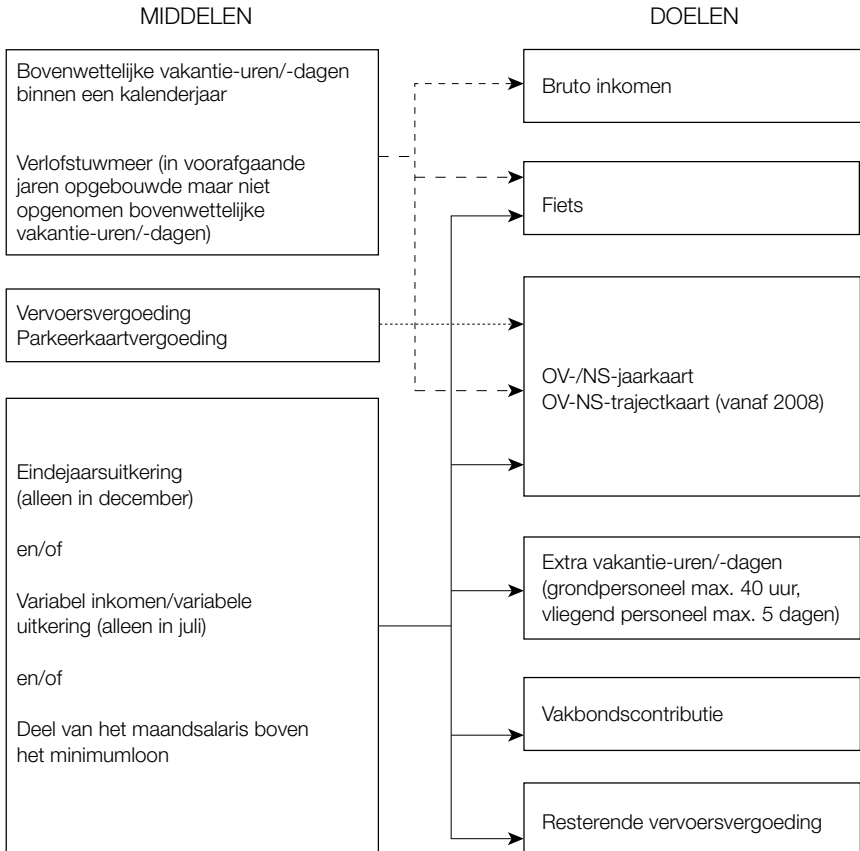 MIDDELEN
Bovenwettelijke vakantie-uren/-dagen
binnen een kalenderjaar
Verlofstuwmeer (in voorafgaande
jaren opgebouwde maar niet
opgenomen bovenwettelijke
vakantie-uren/-dagen)
Vervoersvergoeding
Parkeerkaartvergoeding
Eindejaarsuitkering
(alleen in december)
en/of
Variabel inkomen/variabele
uitkering (alleen in juli)
en/of
Deel van het maandsalaris boven
het minimumloon
DOELEN
Bruto inkomen
Fiets
OV-/NS-jaarkaart
OV-NS-trajectkaart (vanaf 2008)
Extra vakantie-uren/-dagen
(grondpersoneel max. 40 uur,
vliegend personeel max. 5 dagen)
Vakbondscontributie
Resterende vervoersvergoeding